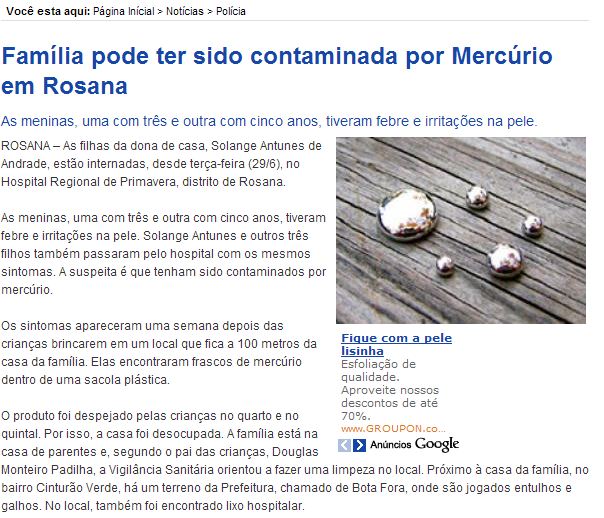 Você esta aqui: Página Inícial > Notícias > Polícia
Família pode ter sido contaminada por Mercúrio
em Rosana
As meninas, uma com três e outra com cinco anos, tiveram febre e irritações na pele.
ROSANA – As filhas da dona de casa, Solange Antunes de
Andrade, estão internadas, desde terça-feira (29/6), no
Hospital Regional de Primavera, distrito de Rosana.
As meninas, uma com três e outra com cinco anos, tiveram
febre e irritações na pele. Solange Antunes e outros três
filhos também passaram pelo hospital com os mesmos
sintomas. A suspeita é que tenham sido contaminados por
mercúrio.
Os sintomas apareceram uma semana depois das
crianças brincarem em um local que fica a 100 metros da
casa da família. Elas encontraram frascos de mercúrio
dentro de uma sacola plástica.
O produto foi despejado pelas crianças no quarto e no
quintal. Por isso, a casa foi desocupada. A família está na
casa de parentes e, segundo o pai das crianças, Douglas
Monteiro Padilha, a Vigilância Sanitária orientou a fazer uma limpeza no local. Próximo à casa da família, no
bairro Cinturão Verde, há um terreno da Prefeitura, chamado de Bota Fora, onde são jogados entulhos e
galhos. No local, também foi encontrado lixo hospitalar.
Fique com a pele
lisinha
Esfoliação de
qualidade.
Aproveite nossos
descontos de até
70%.
www.GROUPON.co...
Anúncios Google